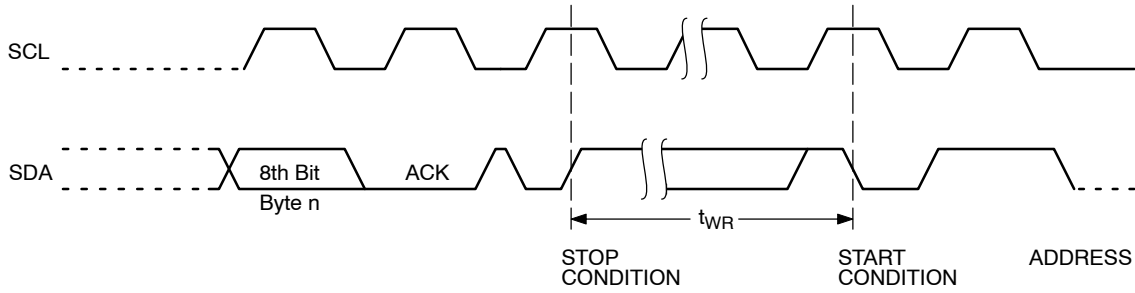 SCL
SDA
8th Bit
Byte n
ACK
tWR
STOP
CONDITION
START
CONDITION
ADDRESS